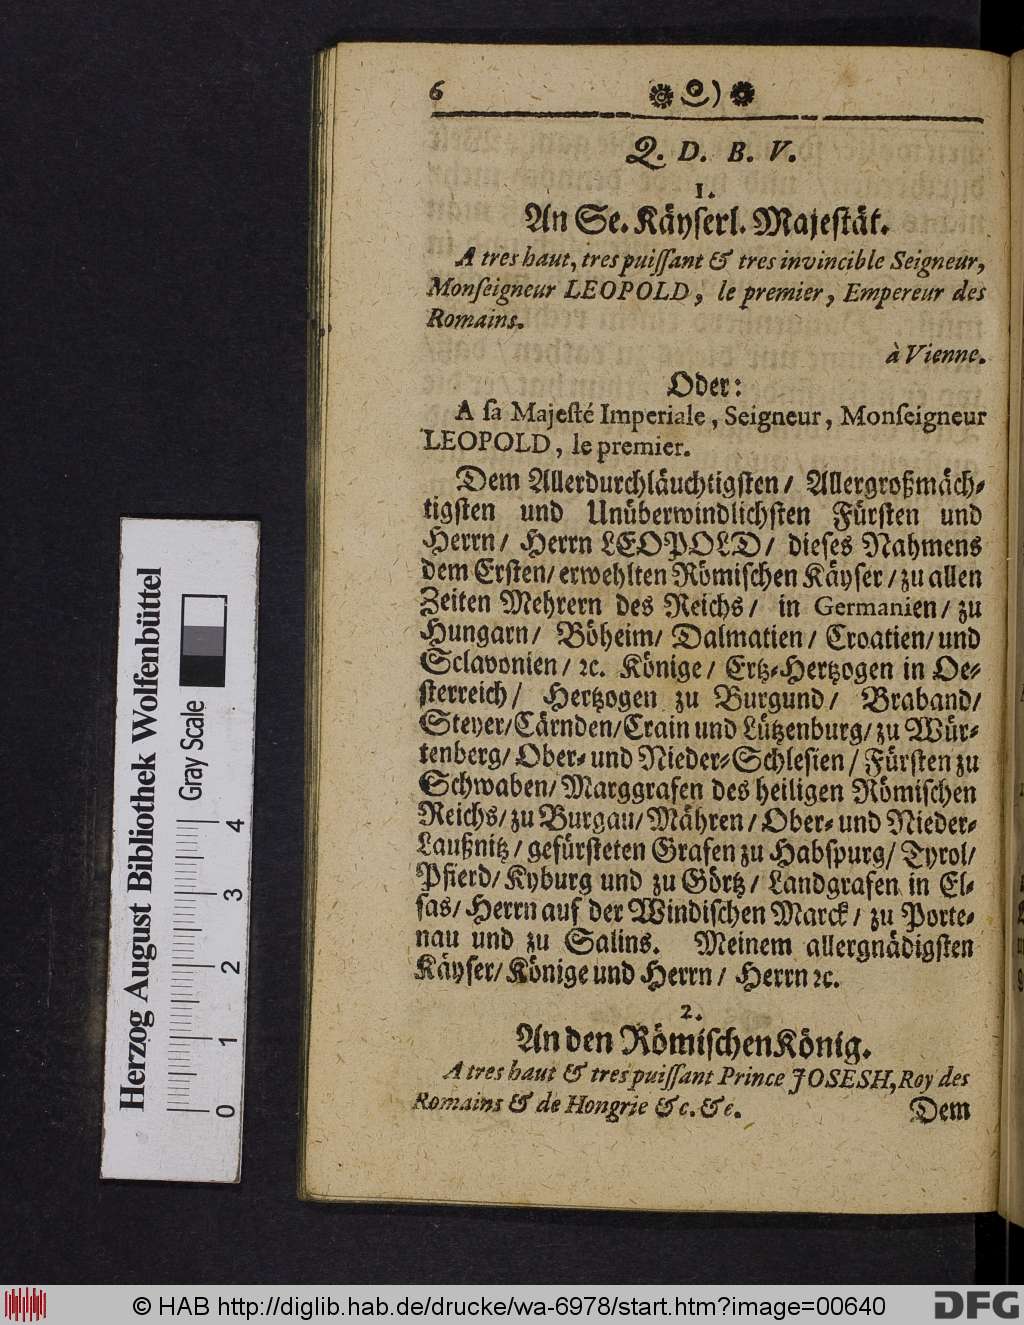 6
Q. D. B. V.
1.
An Se. Käyserl. Majestät.
A tres haut, tres puissant & tres invincible Seigneur,
Monseigneur LEOPOLD, le premier, Empereur des
Romains.
à Vienne.
Oder:
A sa Majesté Imperiale, Seigneur, Monseigneur
LEOPOLD, le premier.
Dem Allerdurchläuchtigsten/ Allergroßmäch-
tigsten und Unüberwindlichsten Fürsten und
Herrn/ Herrn LEOPOLD/ dieses Nahmens
dem Ersten/ erwehlten Römischen Käyser/ zu allen
Zeiten Mehrern des Reichs/ in Germanien/ zu
Hungarn/ Böheim/ Dalmatien/ Croatien/ und
Sclavonien/ ꝛc. Könige/ Ertz-Hertzogen in Oe-
sterreich/ Hertzogen zu Burgund/ Braband/
Steyer/ Cärnden/ Crain und Lützenburg/ zu Wür-
tenberg/ Ober- und Nieder-Schlesien/ Fürsten zu
Schwaben/ Marggrafen des heiligen Römischen
Reichs/ zu Burgau/ Mähren/ Ober- und Nieder-
Laußnitz/ gefürsteten Grafen zu Habspurg/ Tyrol/
Pfierd/ Kyburg und zu Görtz/ Landgrafen in El-
sas/ Herrn auf der Windischen Marck/ zu Porte-
nau und zu Salins. Meinem allergnädigsten
Käyser/ Könige und Herrn/ Herrn ꝛc.
2.
An den Römischen König.
A tres haut & tres puissant Prince JOSESH, Roy des
Romains & de Hongrie &c. &e.
Dem
Herzog August Bibliothek Wolfenbüttel
Gray Scale
0 1 2 3 4
© HAB http://diglib.hab.de/drucke/wa-6978/start.htm?image=00640
DFG